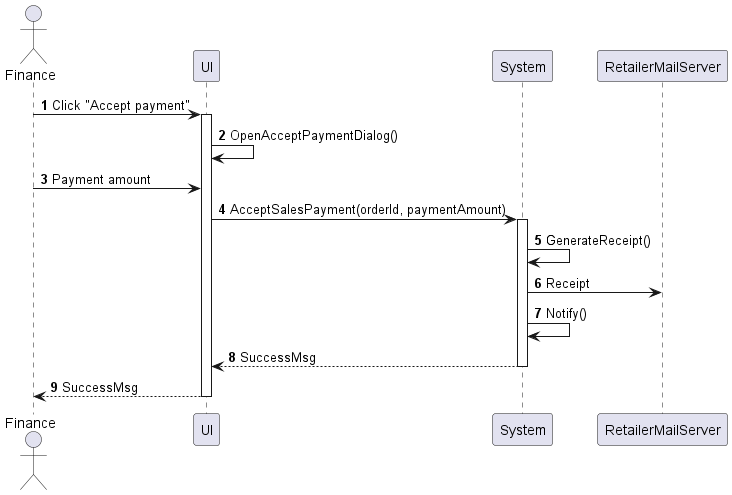 Finance
UI
System
RetailerMailServer
1 Click "Accept payment"
2 OpenAcceptPaymentDialog()
3 Payment amount
4 AcceptSalesPayment(orderId, paymentAmount)
5 GenerateReceipt()
6 Receipt
7 Notify()
8 SuccessMsg
9 SuccessMsg
Finance
UI
System
RetailerMailServer